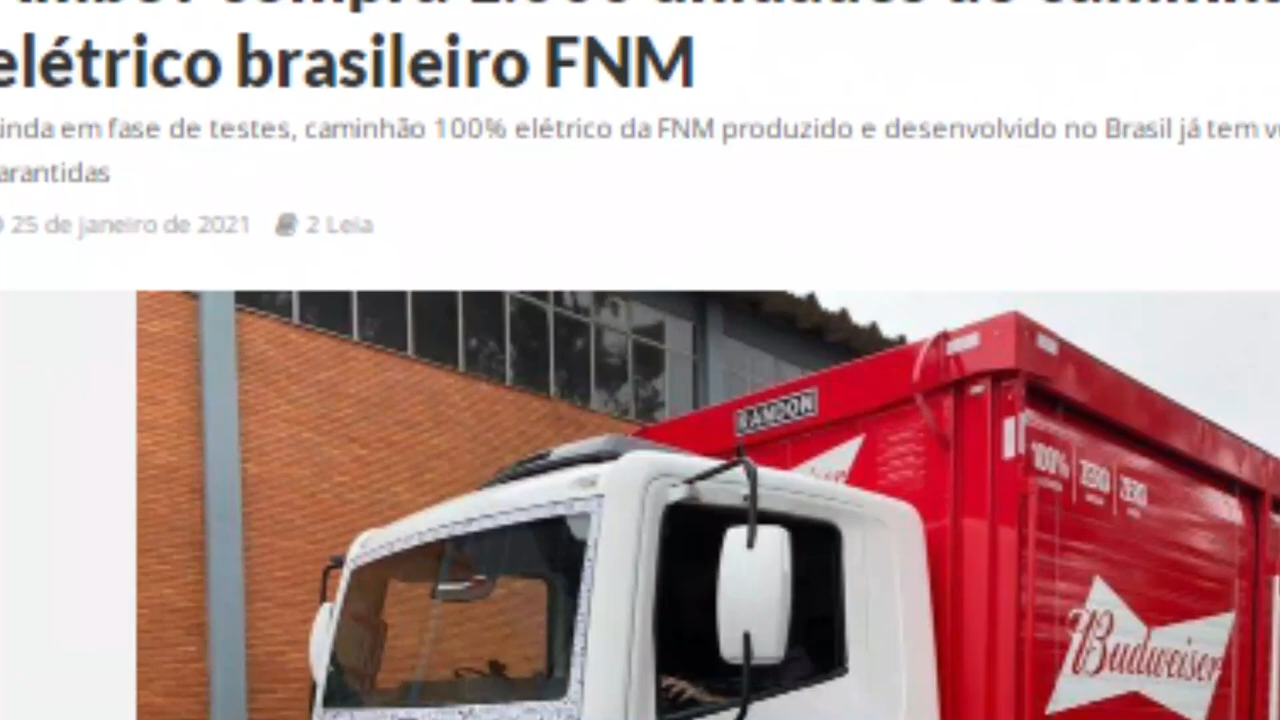 elétrico brasileiro FNM
inda em fase de testes, caminhão 100% elétrico da FNM produzido e desenvolvido no Brasil já tem v
arantidas
25 de janeiro de 2021 2 Leia
RANDON
100% ZERO ZERO
Budweiser